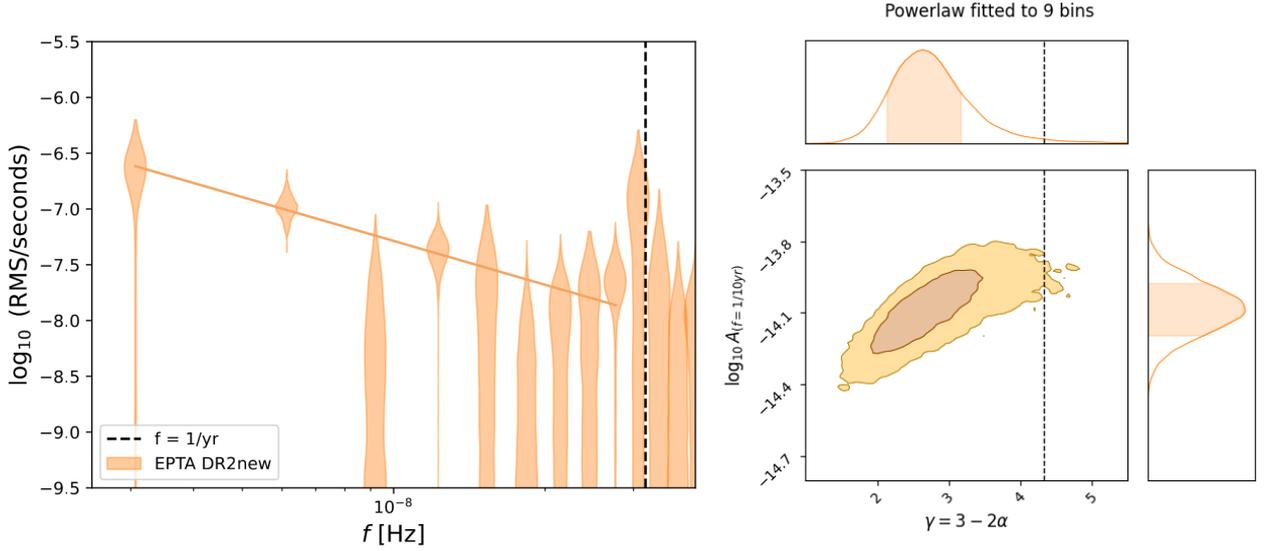 Powerlaw fitted to 9 bins
−5.5
−6.0
−6.5
−7.0
−7.5
−8.0
−8.5
−9.0
−9.5
log₁₀ (RMS/seconds)
f = 1/yr
EPTA DR2new
10⁻⁸
f [Hz]
−13.5
−13.8
−14.1
−14.4
−14.7
log₁₀ A(f=1/10yr)
2
3
4
5
γ = 3 − 2α